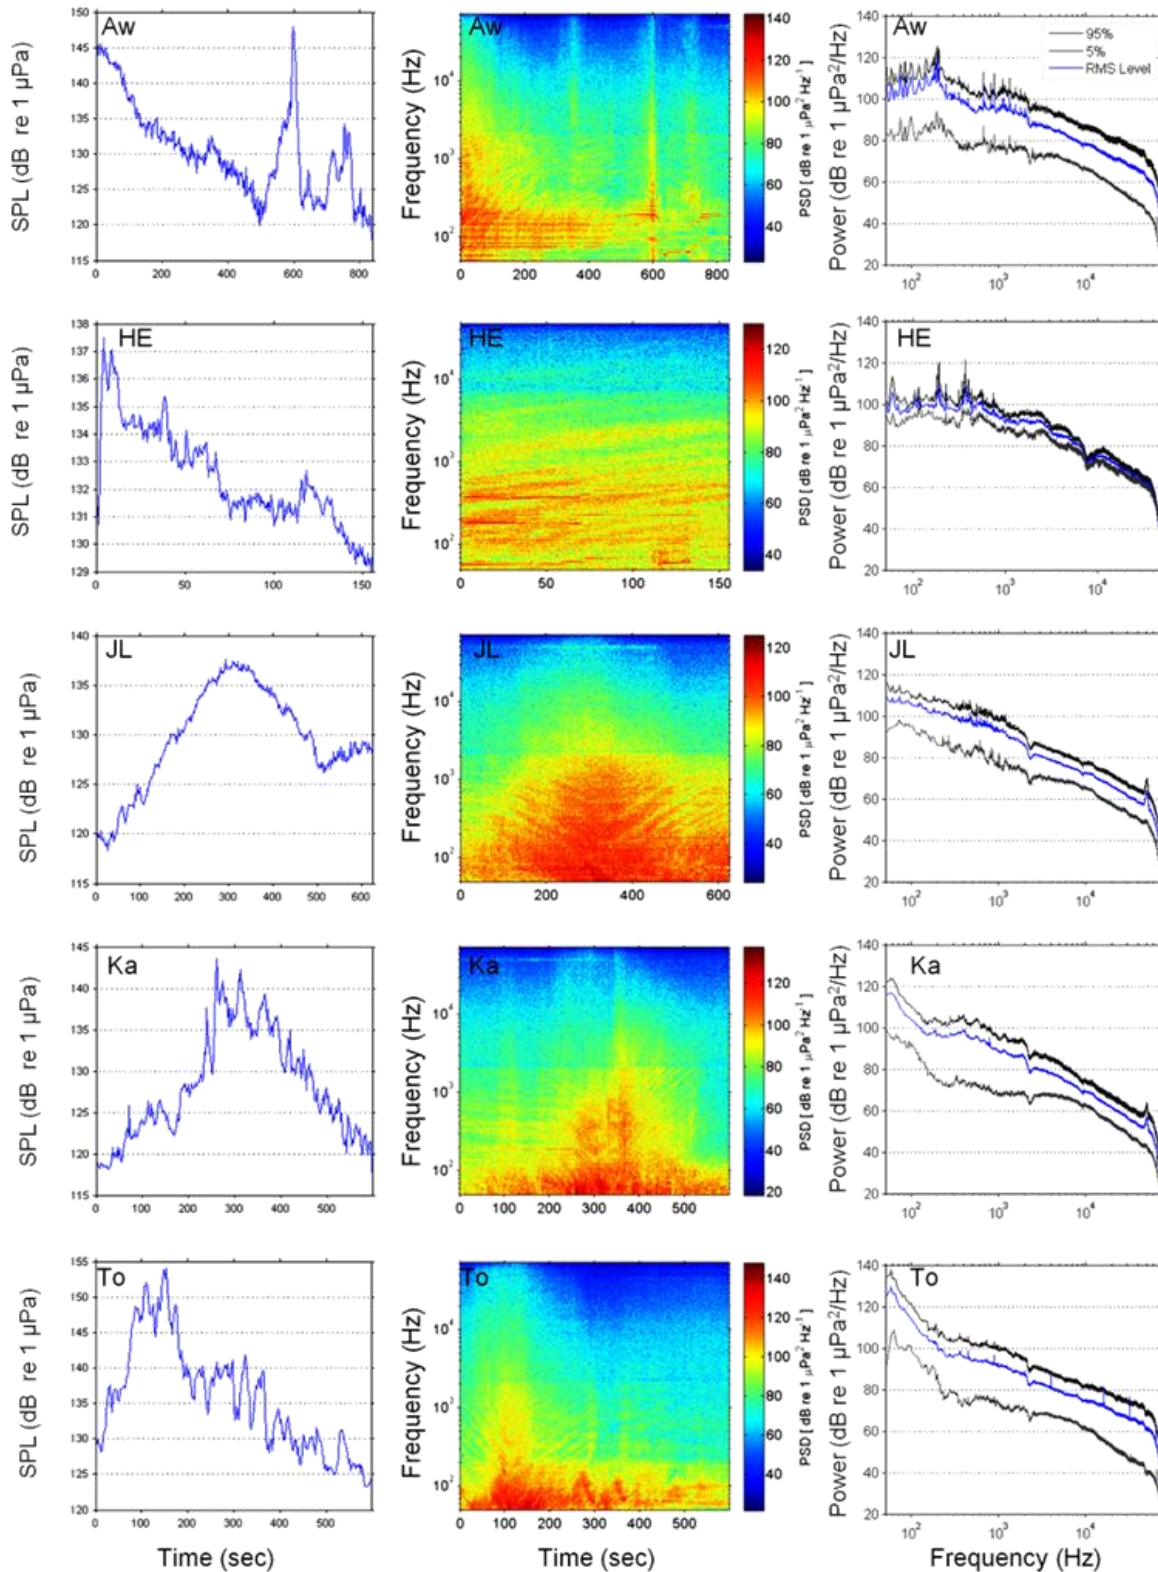 Aw
SPL (dB re 1 µPa)
150
145
140
135
130
125
120
115
0 200 400 600 800
Aw
Frequency (Hz)
10⁴
10³
10²
0 200 400 600 800
140
120
100
80
60
40
PSD [ dB re 1 µPa² Hz⁻¹ ]
Aw
Power (dB re 1 µPa²/Hz)
140
120
100
80
60
40
20
10² 10³ 10⁴
95%
5%
RMS Level
HE
SPL (dB re 1 µPa)
138
137
136
135
134
133
132
131
130
129
0 50 100 150
HE
Frequency (Hz)
10⁴
10³
10²
0 50 100 150
120
100
80
60
40
PSD [ dB re 1 µPa² Hz⁻¹ ]
HE
Power (dB re 1 µPa²/Hz)
140
120
100
80
60
40
20
10² 10³ 10⁴
JL
SPL (dB re 1 µPa)
140
135
130
125
120
115
0 100 200 300 400 500 600
JL
Frequency (Hz)
10⁴
10³
10²
0 200 400 600
120
100
80
60
40
PSD [ dB re 1 µPa² Hz⁻¹ ]
JL
Power (dB re 1 µPa²/Hz)
140
120
100
80
60
40
20
10² 10³ 10⁴
Ka
SPL (dB re 1 µPa)
145
140
135
130
125
120
115
0 100 200 300 400 500
Ka
Frequency (Hz)
10⁴
10³
10²
0 100 200 300 400 500
120
100
80
60
40
20
PSD [ dB re 1 µPa² Hz⁻¹ ]
Ka
Power (dB re 1 µPa²/Hz)
140
120
100
80
60
40
20
10² 10³ 10⁴
To
SPL (dB re 1 µPa)
155
150
145
140
135
130
125
120
0 100 200 300 400 500
Time (sec)
To
Frequency (Hz)
10⁴
10³
10²
0 100 200 300 400 500
Time (sec)
140
120
100
80
60
40
PSD [ dB re 1 µPa² Hz⁻¹ ]
To
Power (dB re 1 µPa²/Hz)
140
120
100
80
60
40
20
10² 10³ 10⁴
Frequency (Hz)